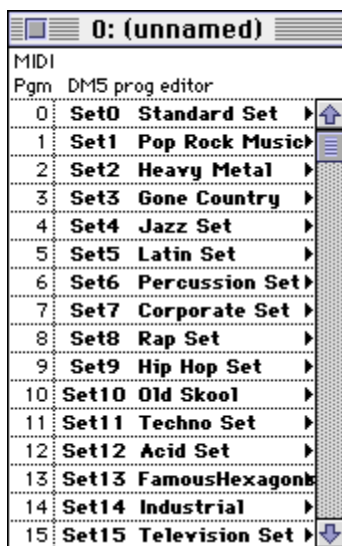 0: (unnamed)
MIDI
Pgm DM5 prog editor
0 Set0 Standard Set
1 Set1 Pop Rock Music
2 Set2 Heavy Metal
3 Set3 Gone Country
4 Set4 Jazz Set
5 Set5 Latin Set
6 Set6 Percussion Set
7 Set7 Corporate Set
8 Set8 Rap Set
9 Set9 Hip Hop Set
10 Set10 Old Skool
11 Set11 Techno Set
12 Set12 Acid Set
13 Set13 FamousHexagon
14 Set14 Industrial
15 Set15 Television Set